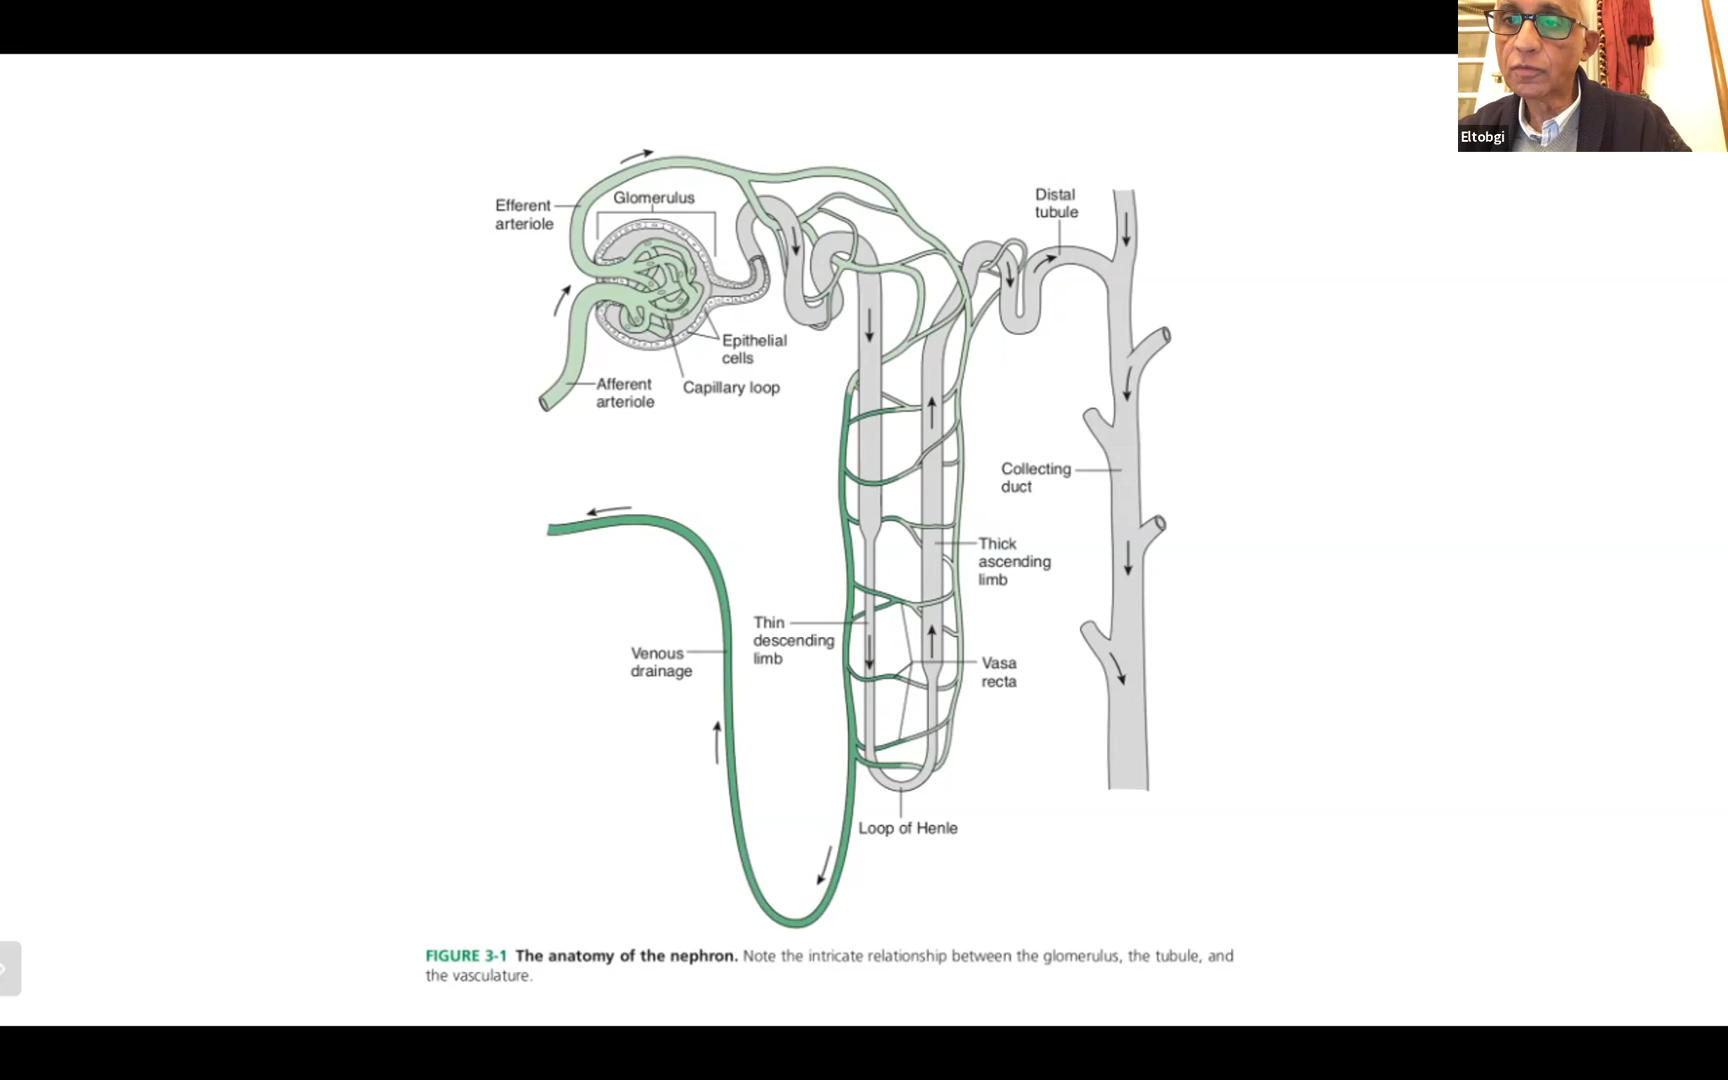 Eltobgi
Efferent
arteriole
Glomerulus
Distal
tubule
Epithelial
cells
Afferent
arteriole
Capillary loop
Collecting
duct
Thick
ascending
limb
Thin
descending
limb
Venous
drainage
Vasa
recta
Loop of Henle
FIGURE 3-1 The anatomy of the nephron. Note the intricate relationship between the glomerulus, the tubule, and
the vasculature.